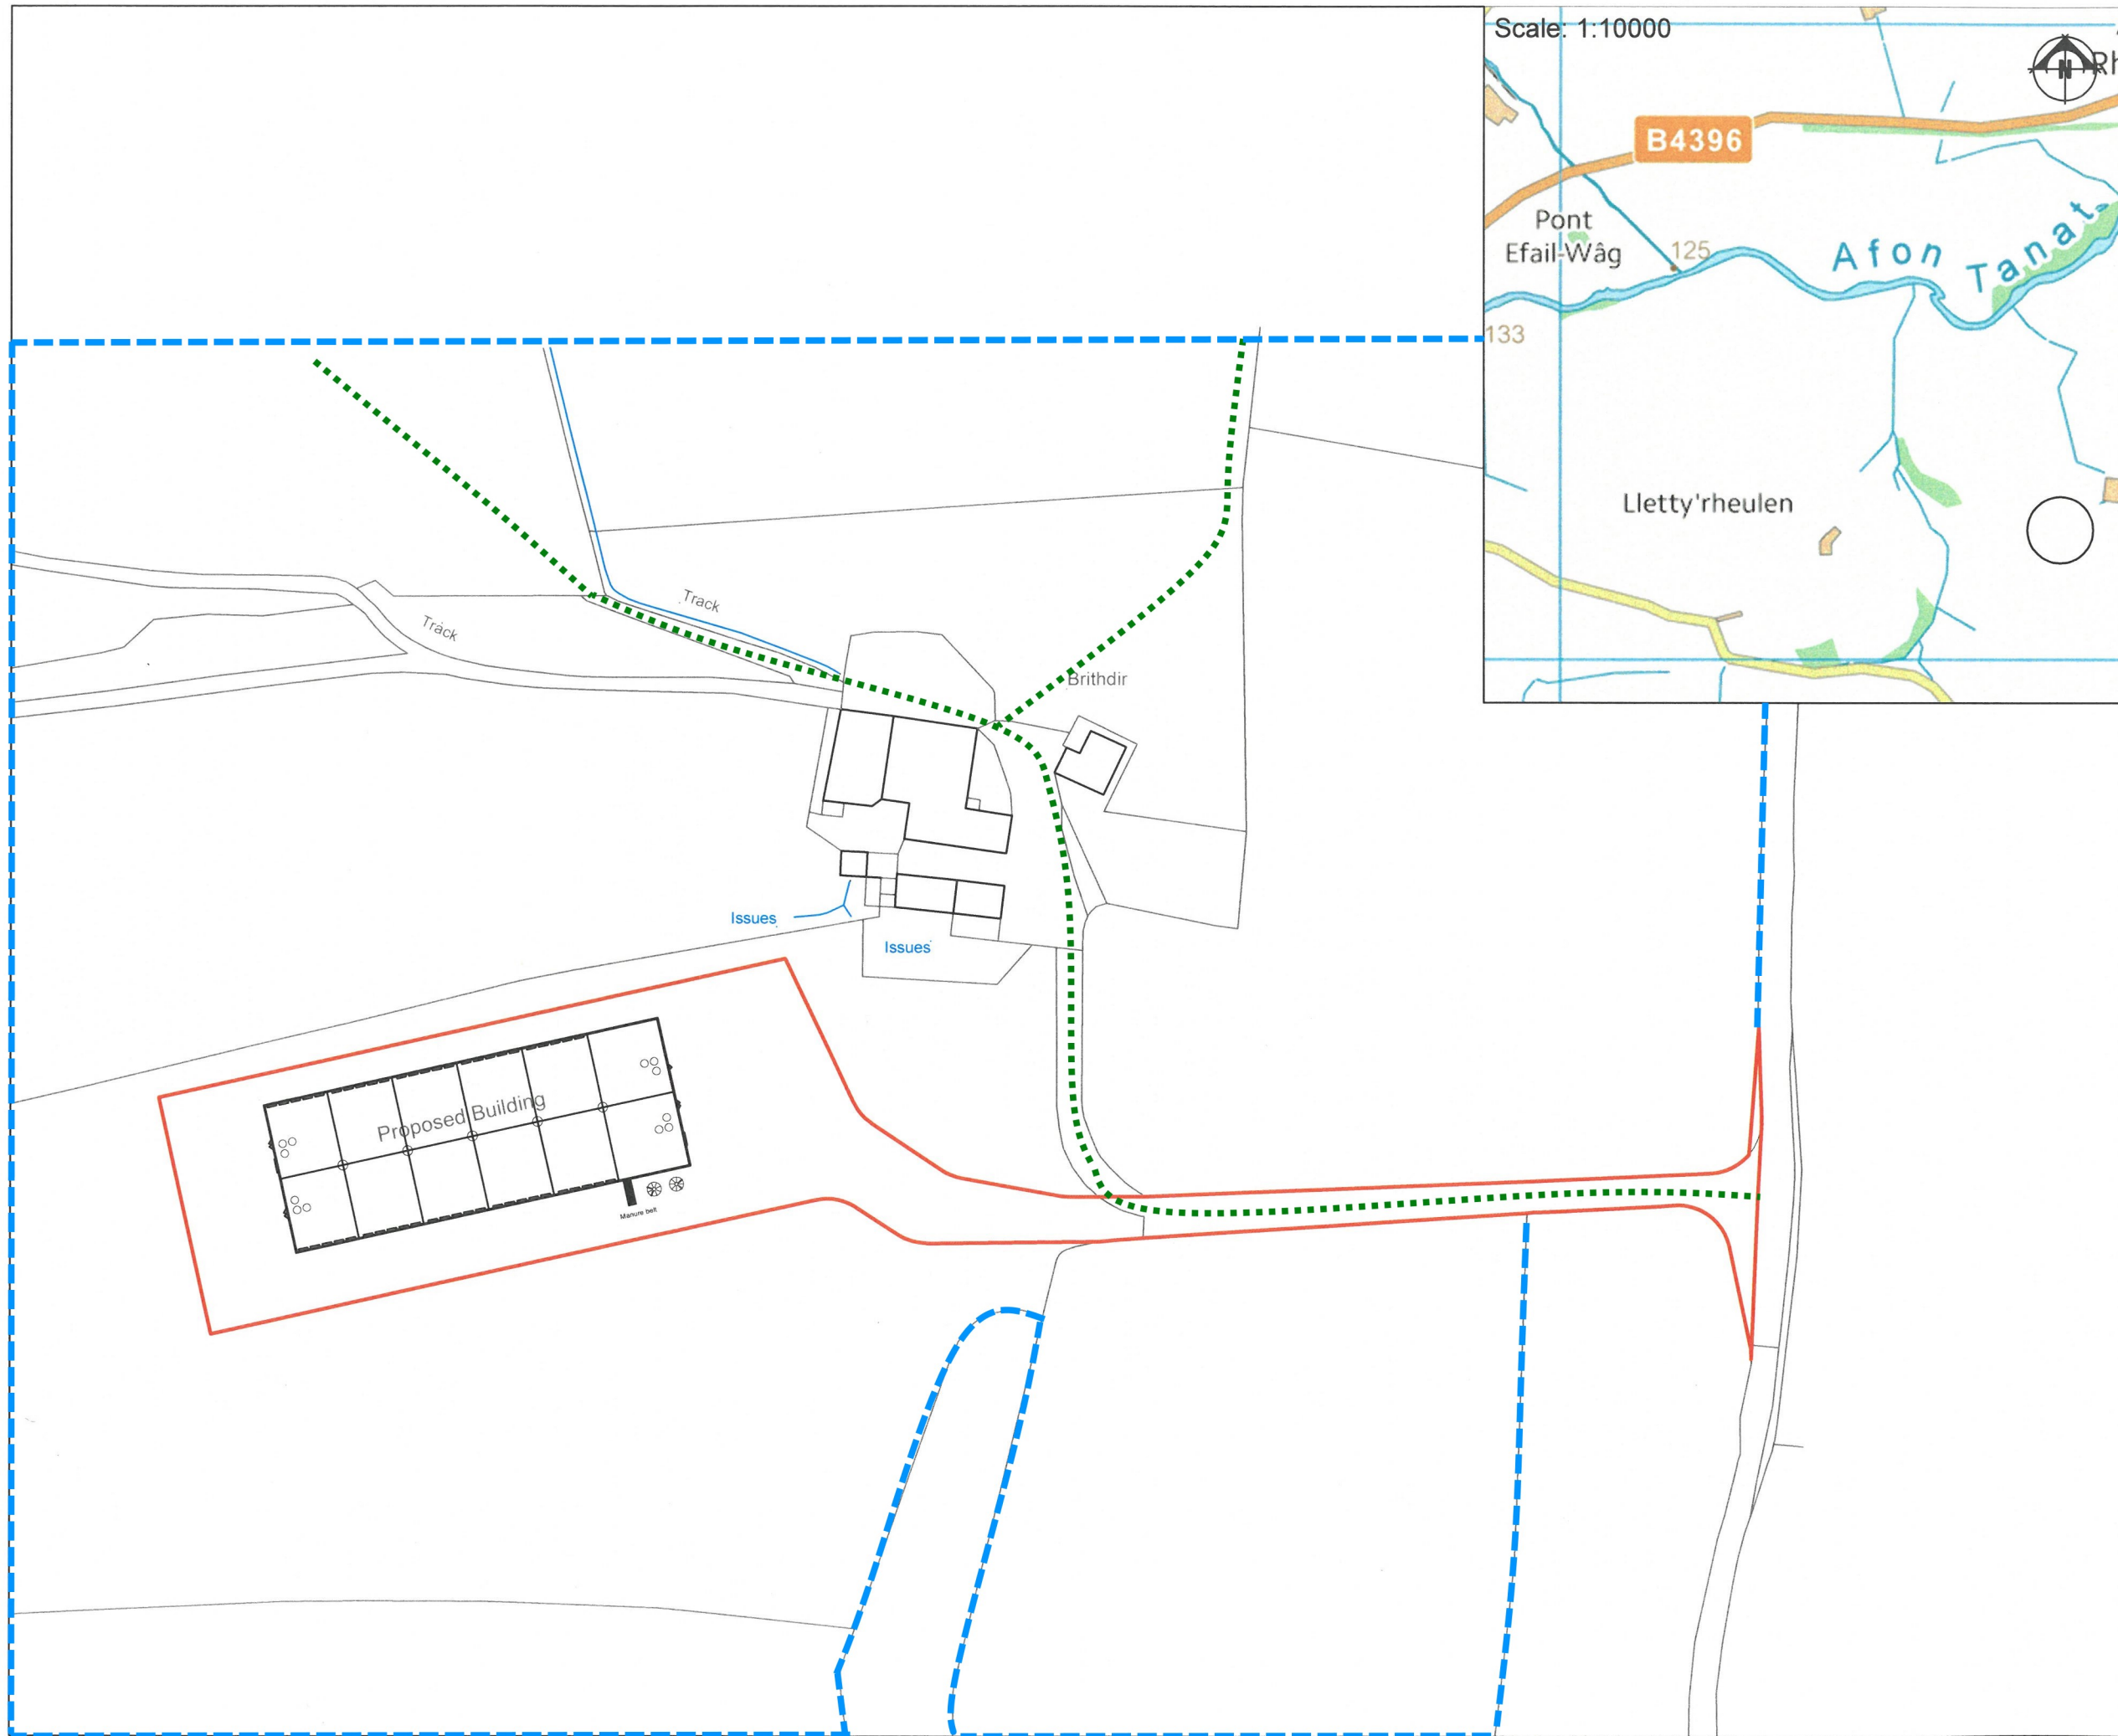 Scale: 1:10000
N
Rh
B4396
Pont
Efail-Wâg
125
Afon Tanat
133
Lletty'rheulen
Track
Track
Brithdir
Issues
Issues
Proposed Building
Manure belt